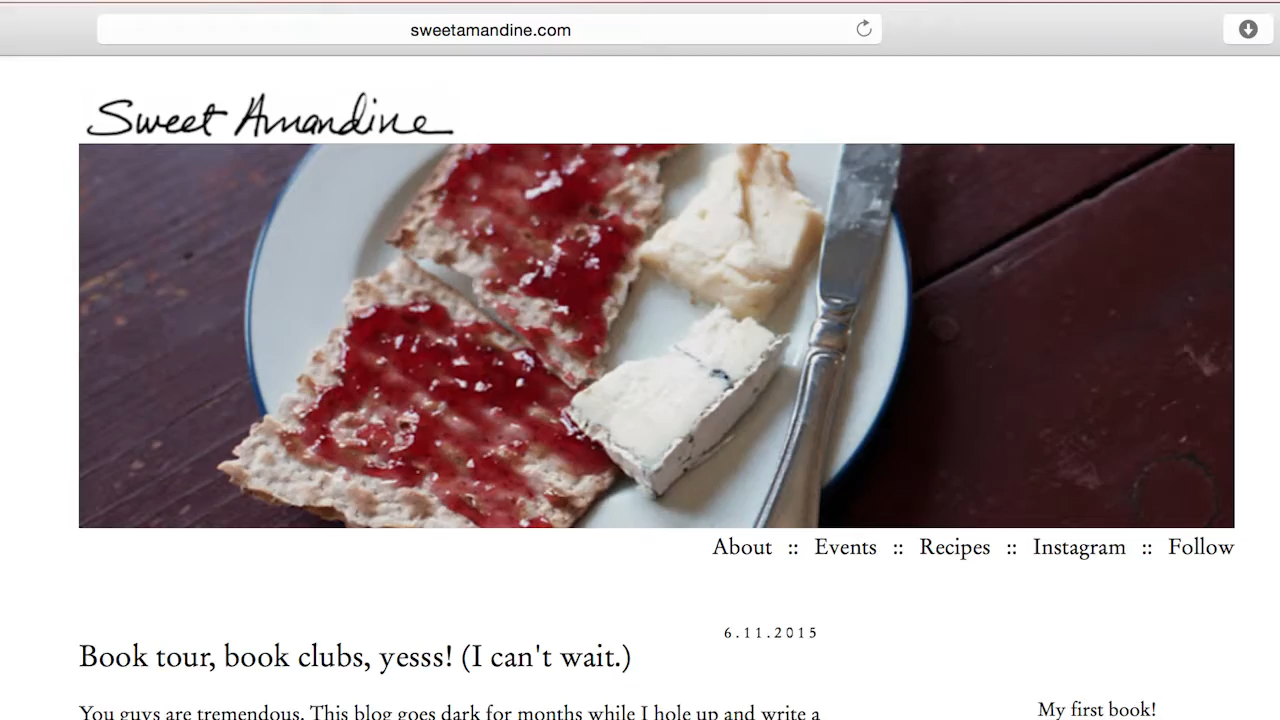 sweetamandine.com
Sweet Amandine
About :: Events :: Recipes :: Instagram :: Follow
6.11.2015
Book tour, book clubs, yesss! (I can't wait.)
You guys are tremendous. This blog goes dark for months while I hole up and write a
My first book!